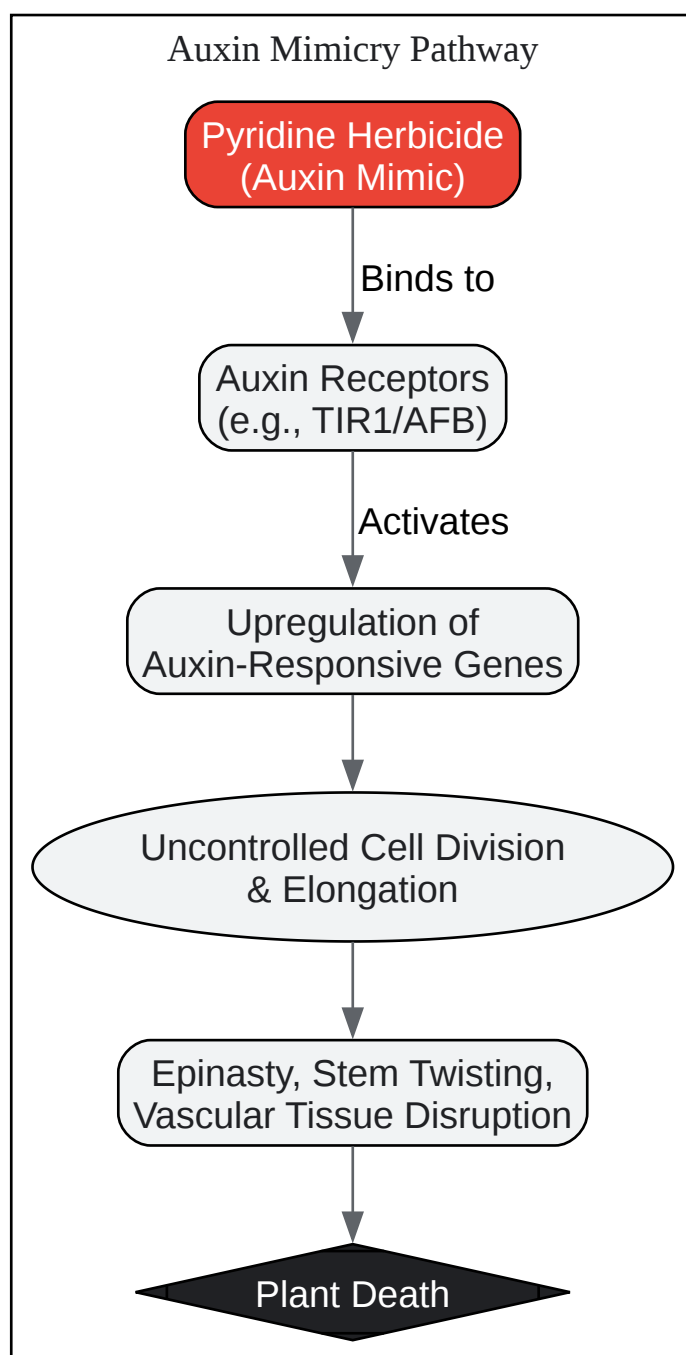 Auxin Mimicry Pathway
Pyridine Herbicide
(Auxin Mimic)
Binds to
Auxin Receptors
(e.g., TIR1/AFB)
Activates
Upregulation of
Auxin-Responsive Genes
Uncontrolled Cell Division
& Elongation
Epinasty, Stem Twisting,
Vascular Tissue Disruption
Plant Death